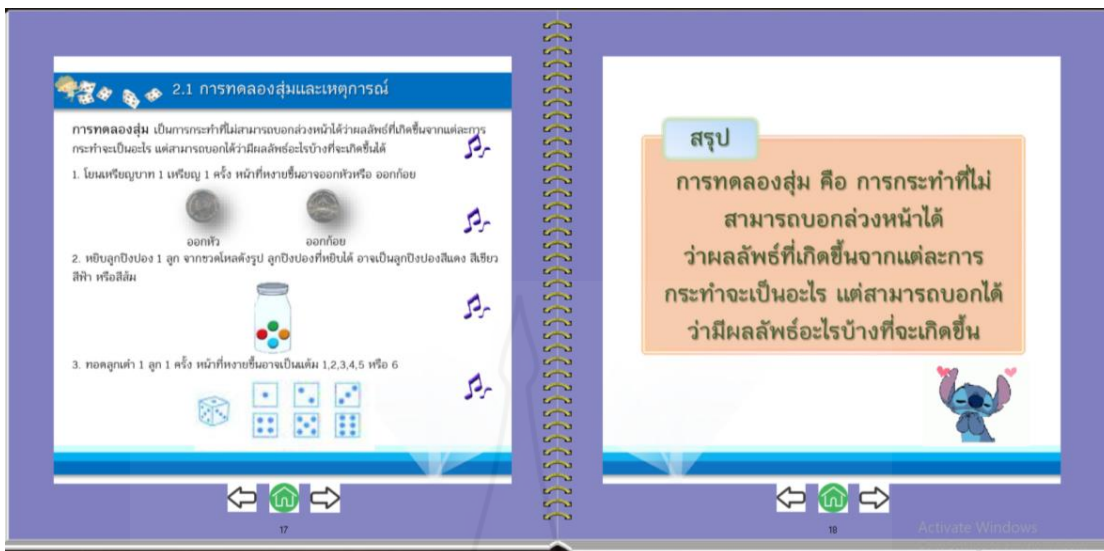 2.1 การทดลองสุ่มและเหตุการณ์
การทดลองสุ่ม เป็นการกระทำที่ไม่สามารถบอกล่วงหน้าได้ว่าผลลัพธ์ที่เกิดขึ้นจากแต่ละการ
กระทำจะเป็นอะไร แต่สามารถบอกได้ว่ามีผลลัพธ์อะไรบ้างที่จะเกิดขึ้นได้
1. โยนเหรียญบาท 1 เหรียญ 1 ครั้ง หน้าที่หงายขึ้นอาจออกหัวหรือ ออกก้อย
ออกหัว ออกก้อย
2. หยิบลูกปิงปอง 1 ลูก จากขวดโหลดังรูป ลูกปิงปองที่หยิบได้ อาจเป็นลูกปิงปองสีแดง สีเขียว
สีฟ้า หรือสีส้ม
3. ทอดลูกเต๋า 1 ลูก 1 ครั้ง หน้าที่หงายขึ้นอาจเป็นแต้ม 1,2,3,4,5 หรือ 6
17
สรุป
การทดลองสุ่ม คือ การกระทำที่ไม่
สามารถบอกล่วงหน้าได้
ว่าผลลัพธ์ที่เกิดขึ้นจากแต่ละการ
กระทำจะเป็นอะไร แต่สามารถบอกได้
ว่ามีผลลัพธ์อะไรบ้างที่จะเกิดขึ้น
18
Activate Windows